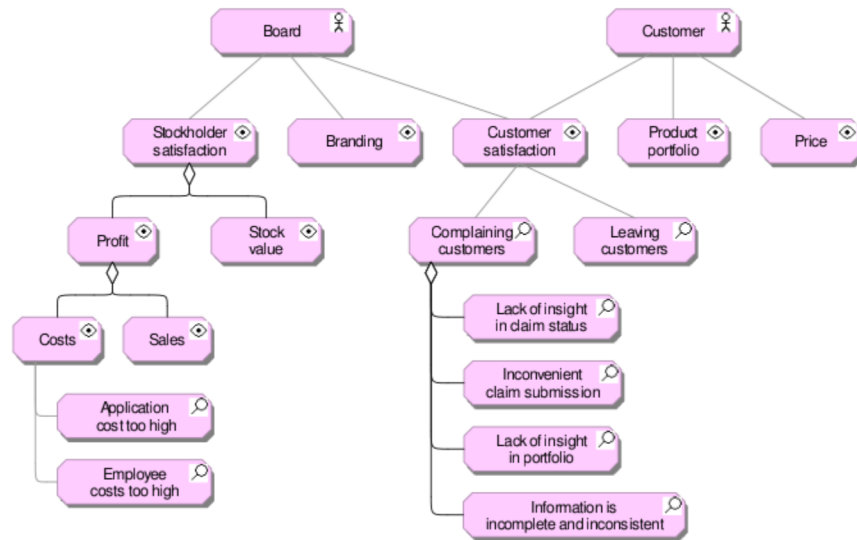 Board
Customer
Stockholder
satisfaction
Branding
Customer
satisfaction
Product
portfolio
Price
Profit
Stock
value
Complaining
customers
Leaving
customers
Costs
Sales
Lack of insight
in claim status
Inconvenient
claim submission
Application
cost too high
Lack of insight
in portfolio
Employee
costs too high
Information is
incomplete and inconsistent